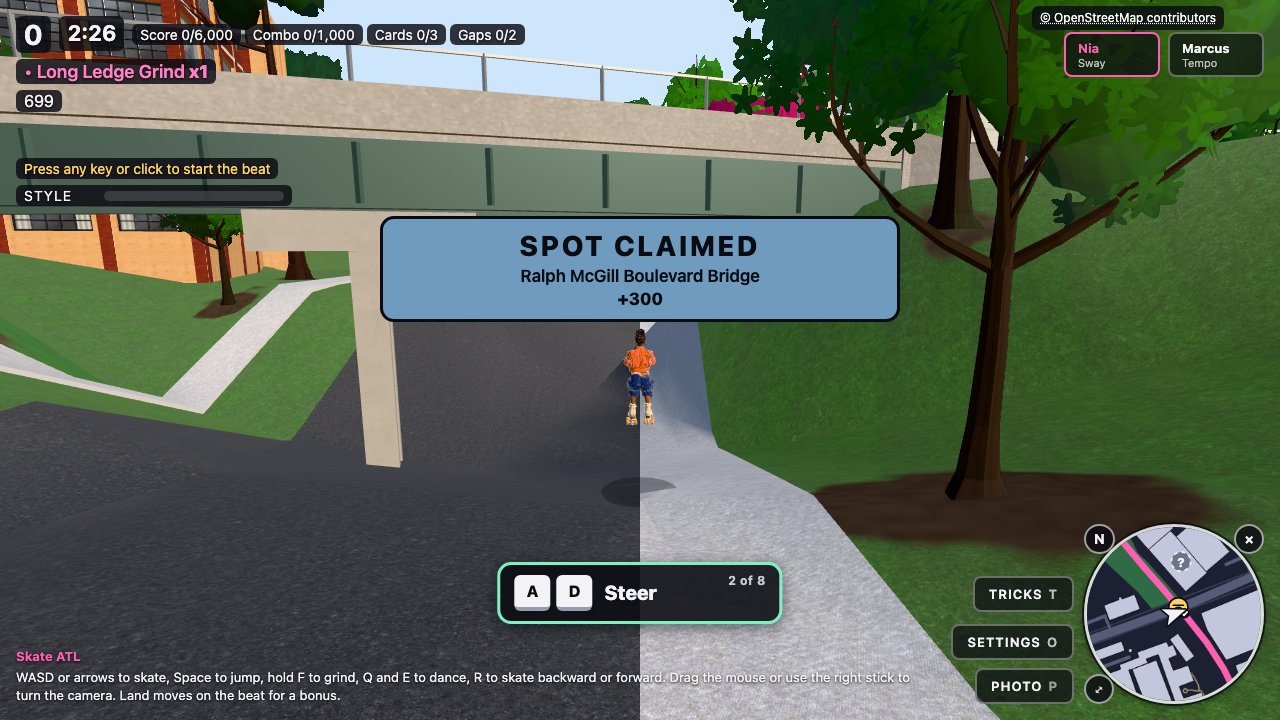 0 2:26 Score 0/6,000 Combo 0/1,000 Cards 0/3 Gaps 0/2
© OpenStreetMap contributors
Nia
Sway
Marcus
Tempo
• Long Ledge Grind x1
699
Press any key or click to start the beat
STYLE
SPOT CLAIMED
Ralph McGill Boulevard Bridge
+300
A D Steer 2 of 8
N ×
?
TRICKS T
SETTINGS O
PHOTO P
Skate ATL
WASD or arrows to skate, Space to jump, hold F to grind, Q and E to dance, R to skate backward or forward. Drag the mouse or use the right stick to
turn the camera. Land moves on the beat for a bonus.